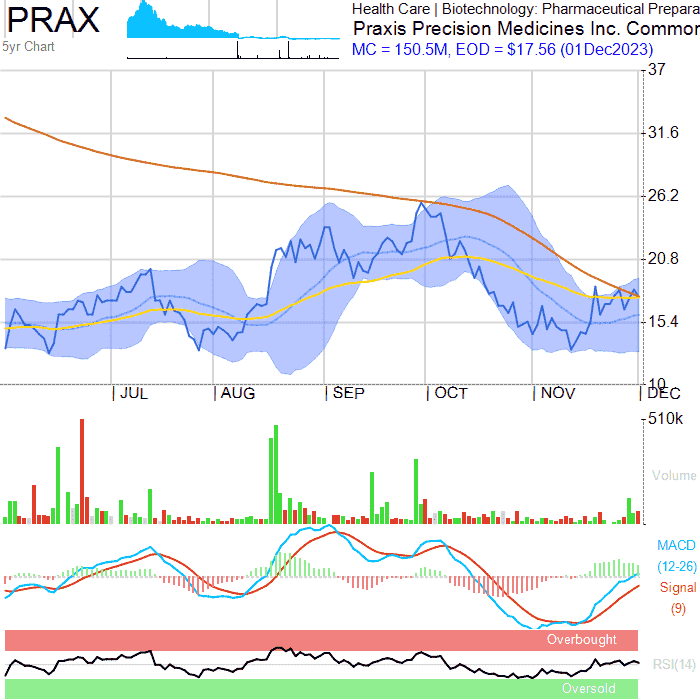 PRAX
5yr Chart
Health Care | Biotechnology: Pharmaceutical Prepara
Praxis Precision Medicines Inc. Common
MC = 150.5M, EOD = $17.56 (01Dec2023)
37
31.6
26.2
20.8
15.4
10
JUL AUG SEP OCT NOV DEC
510k
Volume
MACD
(12-26)
Signal
(9)
Overbought
RSI(14)
Oversold